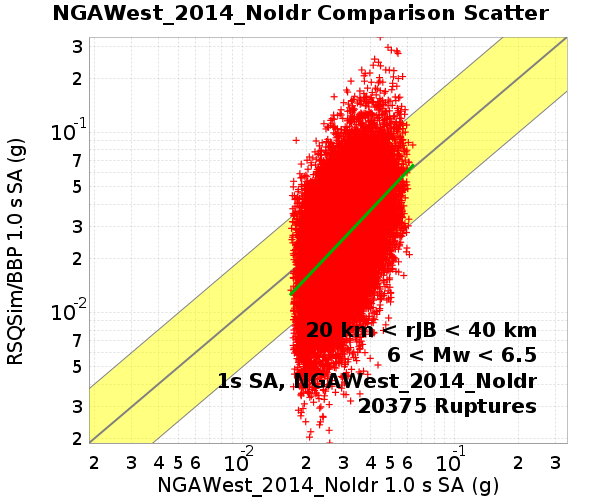 NGAWest_2014_NoIdr Comparison Scatter
RSQSim/BBP 1.0 s SA (g)
3
2
10-1
7
5
3
2
10-2
7
5
3
2
20 km < rJB < 40 km
6 < Mw < 6.5
1s SA, NGAWest_2014_NoIdr
20375 Ruptures
2 3 4 5 6 10-2 2 3 4 5 6 10-1 2 3
NGAWest_2014_NoIdr 1.0 s SA (g)